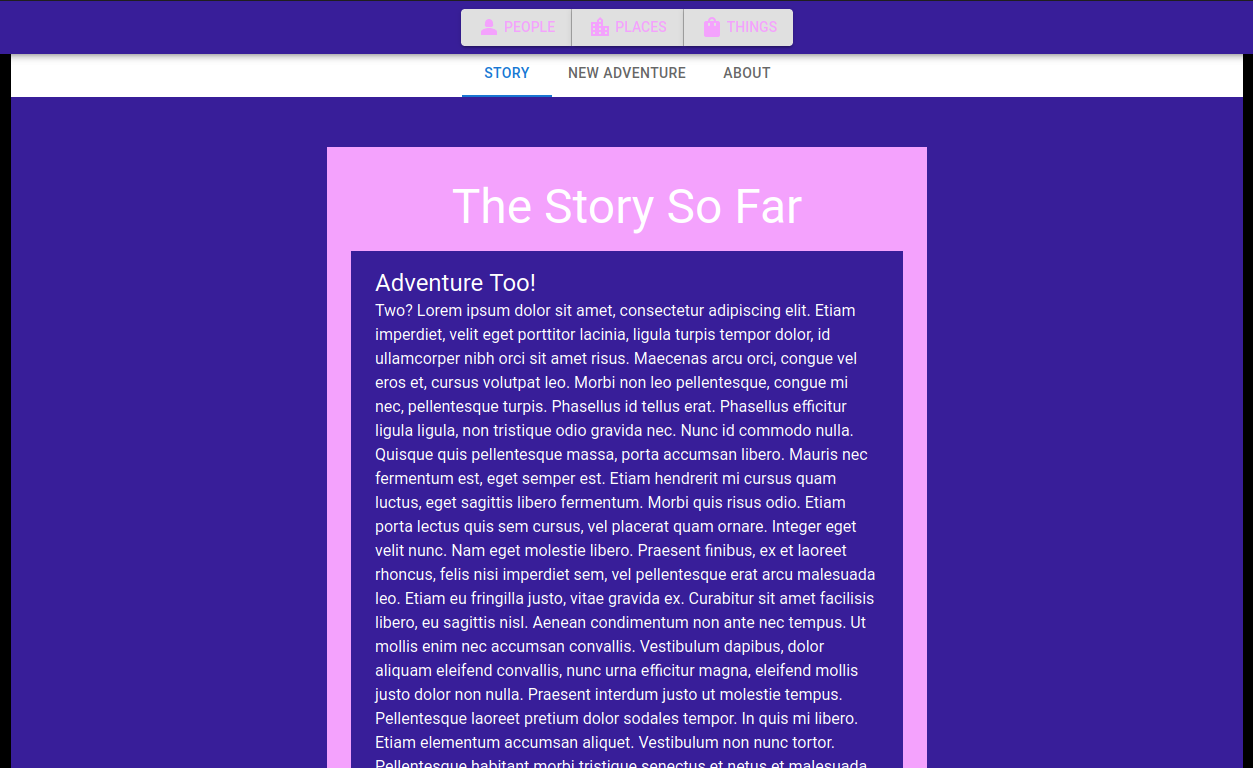 PEOPLE PLACES THINGS
STORY NEW ADVENTURE ABOUT
The Story So Far
Adventure Too!
Two? Lorem ipsum dolor sit amet, consectetur adipiscing elit. Etiam
imperdiet, velit eget porttitor lacinia, ligula turpis tempor dolor, id
ullamcorper nibh orci sit amet risus. Maecenas arcu orci, congue vel
eros et, cursus volutpat leo. Morbi non leo pellentesque, congue mi
nec, pellentesque turpis. Phasellus id tellus erat. Phasellus efficitur
ligula ligula, non tristique odio gravida nec. Nunc id commodo nulla.
Quisque quis pellentesque massa, porta accumsan libero. Mauris nec
fermentum est, eget semper est. Etiam hendrerit mi cursus quam
luctus, eget sagittis libero fermentum. Morbi quis risus odio. Etiam
porta lectus quis sem cursus, vel placerat quam ornare. Integer eget
velit nunc. Nam eget molestie libero. Praesent finibus, ex et laoreet
rhoncus, felis nisi imperdiet sem, vel pellentesque erat arcu malesuada
leo. Etiam eu fringilla justo, vitae gravida ex. Curabitur sit amet facilisis
libero, eu sagittis nisl. Aenean condimentum non ante nec tempus. Ut
mollis enim nec accumsan convallis. Vestibulum dapibus, dolor
aliquam eleifend convallis, nunc urna efficitur magna, eleifend mollis
justo dolor non nulla. Praesent interdum justo ut molestie tempus.
Pellentesque laoreet pretium dolor sodales tempor. In quis mi libero.
Etiam elementum accumsan aliquet. Vestibulum non nunc tortor.
Pellentesque habitant morbi tristique senectus et netus et malesuada